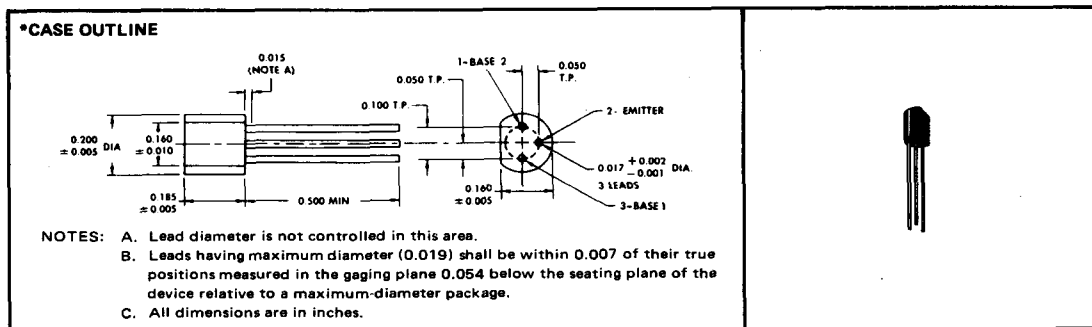 *CASE OUTLINE
0.015
(NOTE A)
1-BASE 2
0.050
T.P.
0.050 T.P.
0.100 T.P.
2- EMITTER
0.200
± 0.005 DIA
0.160
± 0.010
0.017 + 0.002
− 0.001 DIA.
3 LEADS
0.160
± 0.005
3-BASE 1
0.185
± 0.005
0.500 MIN
NOTES: A. Lead diameter is not controlled in this area.
B. Leads having maximum diameter (0.019) shall be within 0.007 of their true
positions measured in the gaging plane 0.054 below the seating plane of the
device relative to a maximum-diameter package.
C. All dimensions are in inches.